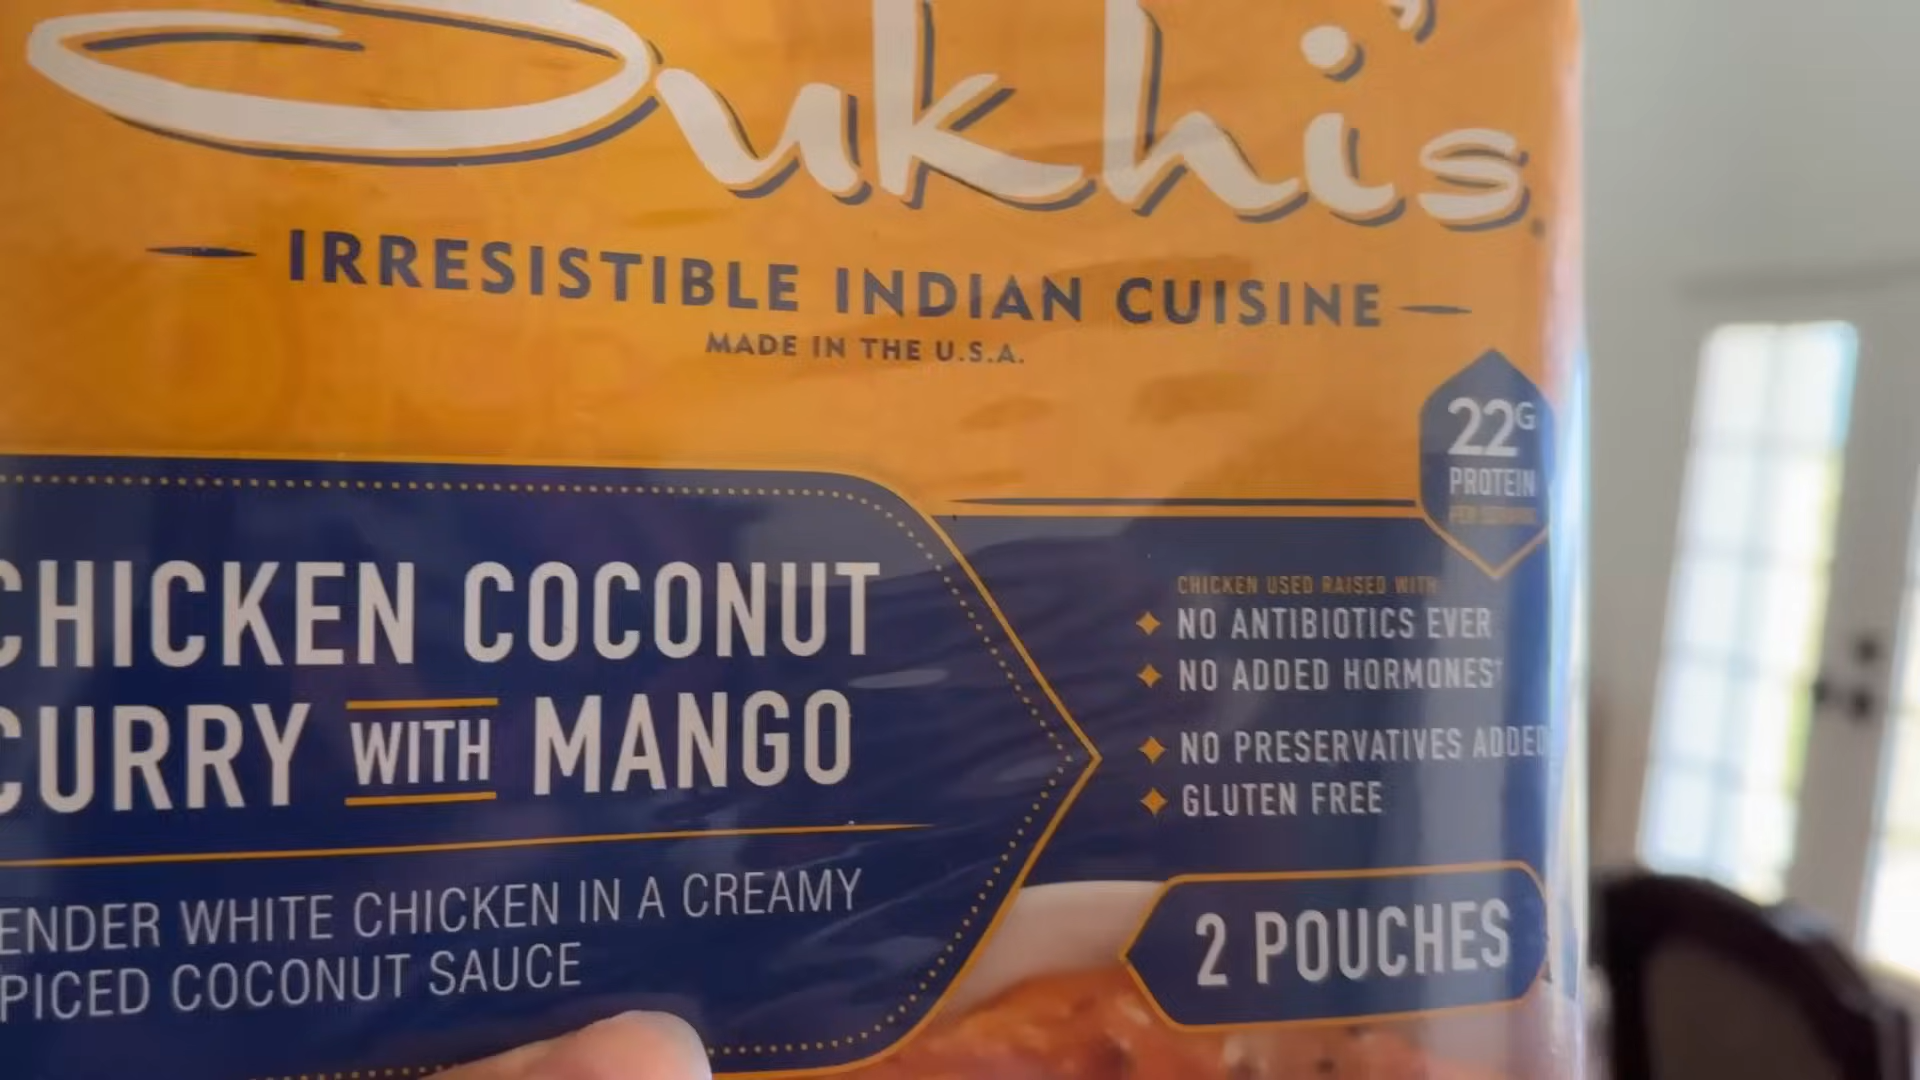 Sukhi's
IRRESISTIBLE INDIAN CUISINE
MADE IN THE U.S.A.
22G
PROTEIN
PER SERVING
CHICKEN COCONUT
CURRY WITH MANGO
ENDER WHITE CHICKEN IN A CREAMY
PICED COCONUT SAUCE
CHICKEN USED RAISED WITH
NO ANTIBIOTICS EVER
NO ADDED HORMONES†
NO PRESERVATIVES ADDED
GLUTEN FREE
2 POUCHES